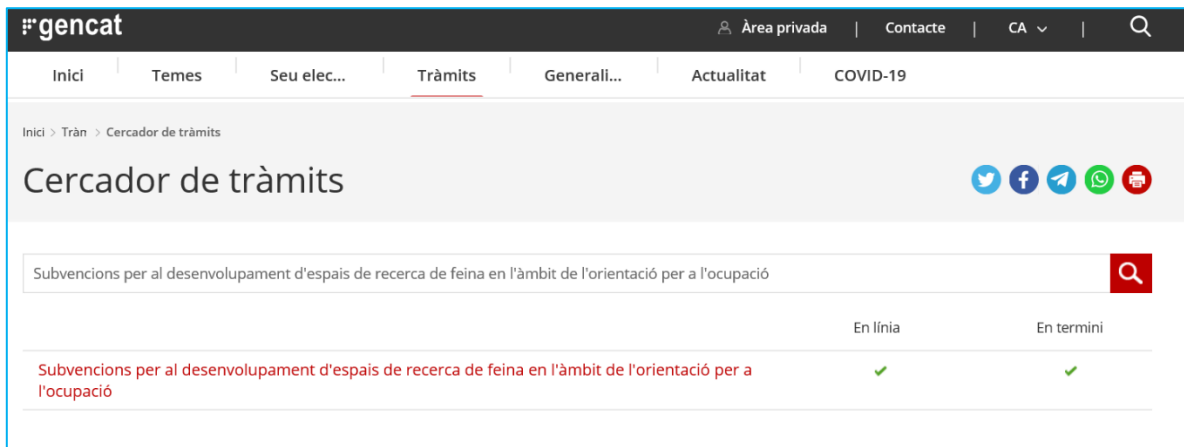 gencat
Àrea privada | Contacte | CA |
Inici Temes Seu elec... Tràmits Generali... Actualitat COVID-19
Inici > Tràn > Cercador de tràmits
Cercador de tràmits
Subvencions per al desenvolupament d'espais de recerca de feina en l'àmbit de l'orientació per a l'ocupació
En línia En termini
Subvencions per al desenvolupament d'espais de recerca de feina en l'àmbit de l'orientació per a
l'ocupació